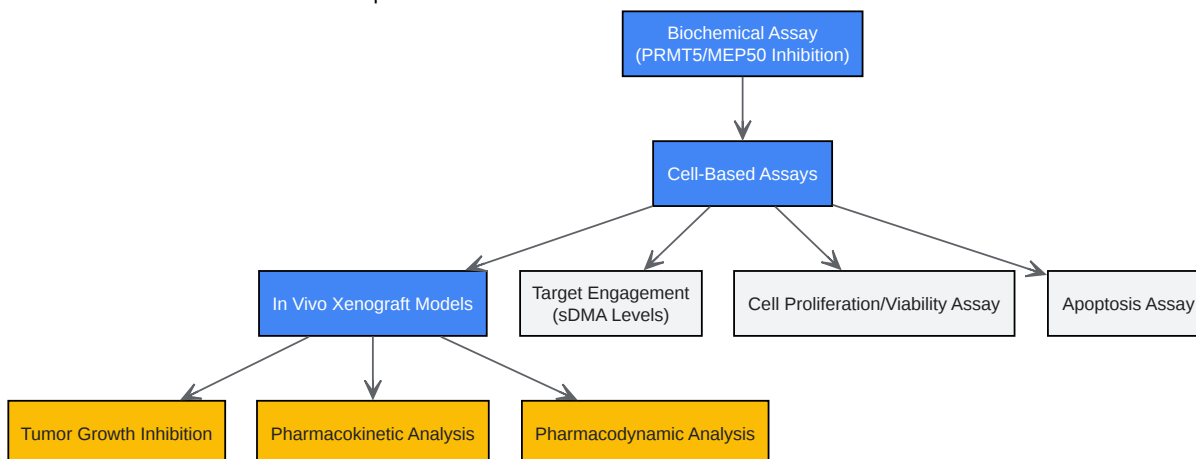 Biochemical Assay
(PRMT5/MEP50 Inhibition)
Cell-Based Assays
In Vivo Xenograft Models
Target Engagement
(sDMA Levels)
Cell Proliferation/Viability Assay
Apoptosis Assay
Tumor Growth Inhibition
Pharmacokinetic Analysis
Pharmacodynamic Analysis